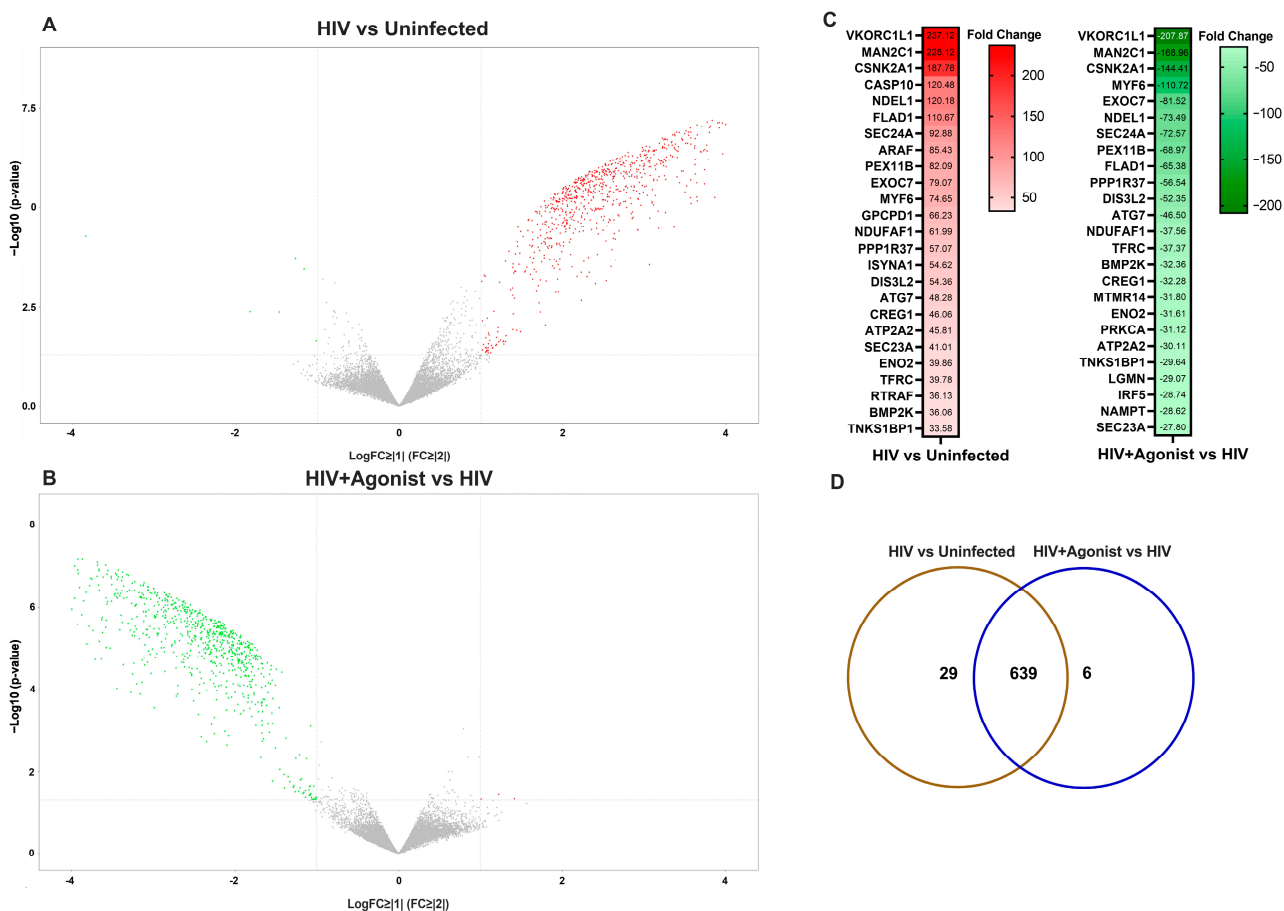 A
HIV vs Uninfected
−Log10 (p-value)
7.5
0
2.5
0.0
-4
-2
0
2
4
LogFC≥|1| (FC≥|2|)
B
HIV+Agonist vs HIV
−Log10 (p-value)
8
6
4
2
0
-4
-2
0
2
4
LogFC≥|1| (FC≥|2|)
C
VKORC1L1 237.12
MAN2C1 228.12
CSNK2A1 187.78
CASP10 120.48
NDEL1 120.18
FLAD1 110.67
SEC24A 92.88
ARAF 85.43
PEX11B 82.09
EXOC7 79.07
MYF6 74.65
GPCPD1 66.23
NDUFAF1 61.99
PPP1R37 57.07
ISYNA1 54.62
DIS3L2 54.36
ATG7 48.28
CREG1 46.06
ATP2A2 45.81
SEC23A 41.01
ENO2 39.86
TFRC 39.78
RTRAF 36.13
BMP2K 36.06
TNKS1BP1 33.58
HIV vs Uninfected
Fold Change
200
150
100
50
VKORC1L1 -207.87
MAN2C1 -168.96
CSNK2A1 -144.41
MYF6 -110.72
EXOC7 -81.52
NDEL1 -73.49
SEC24A -72.57
PEX11B -68.97
FLAD1 -65.38
PPP1R37 -56.54
DIS3L2 -52.35
ATG7 -46.50
NDUFAF1 -37.56
TFRC -37.37
BMP2K -32.36
CREG1 -32.28
MTMR14 -31.80
ENO2 -31.61
PRKCA -31.12
ATP2A2 -30.11
TNKS1BP1 -29.64
LGMN -29.07
IRF5 -28.74
NAMPT -28.62
SEC23A -27.80
HIV+Agonist vs HIV
Fold Change
-50
-100
-150
-200
D
HIV vs Uninfected HIV+Agonist vs HIV
29 639 6